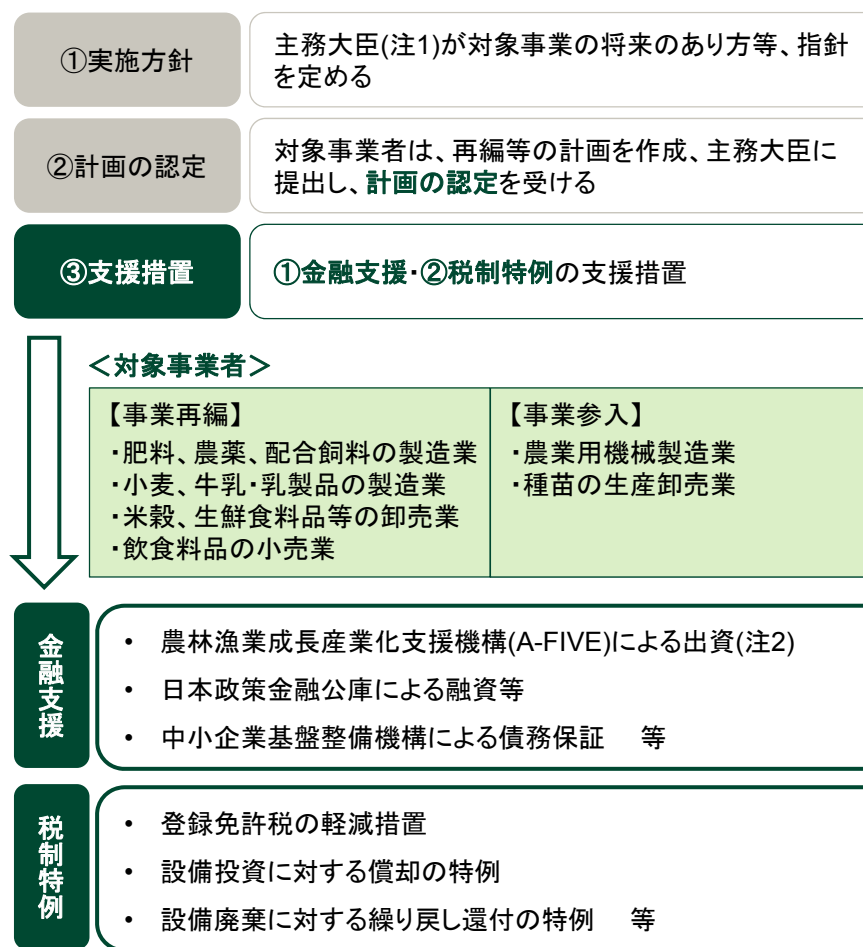 ①実施方針
主務大臣(注1)が対象事業の将来のあり方等、指針
を定める
②計画の認定
対象事業者は、再編等の計画を作成、主務大臣に
提出し、計画の認定を受ける
③支援措置
①金融支援・②税制特例の支援措置
＜対象事業者＞
【事業再編】
・肥料、農薬、配合飼料の製造業
・小麦、牛乳・乳製品の製造業
・米穀、生鮮食料品等の卸売業
・飲食料品の小売業
【事業参入】
・農業用機械製造業
・種苗の生産卸売業
金融支援
• 農林漁業成長産業化支援機構(A-FIVE)による出資(注2)
• 日本政策金融公庫による融資等
• 中小企業基盤整備機構による債務保証　等
税制特例
• 登録免許税の軽減措置
• 設備投資に対する償却の特例
• 設備廃棄に対する繰り戻し還付の特例　等